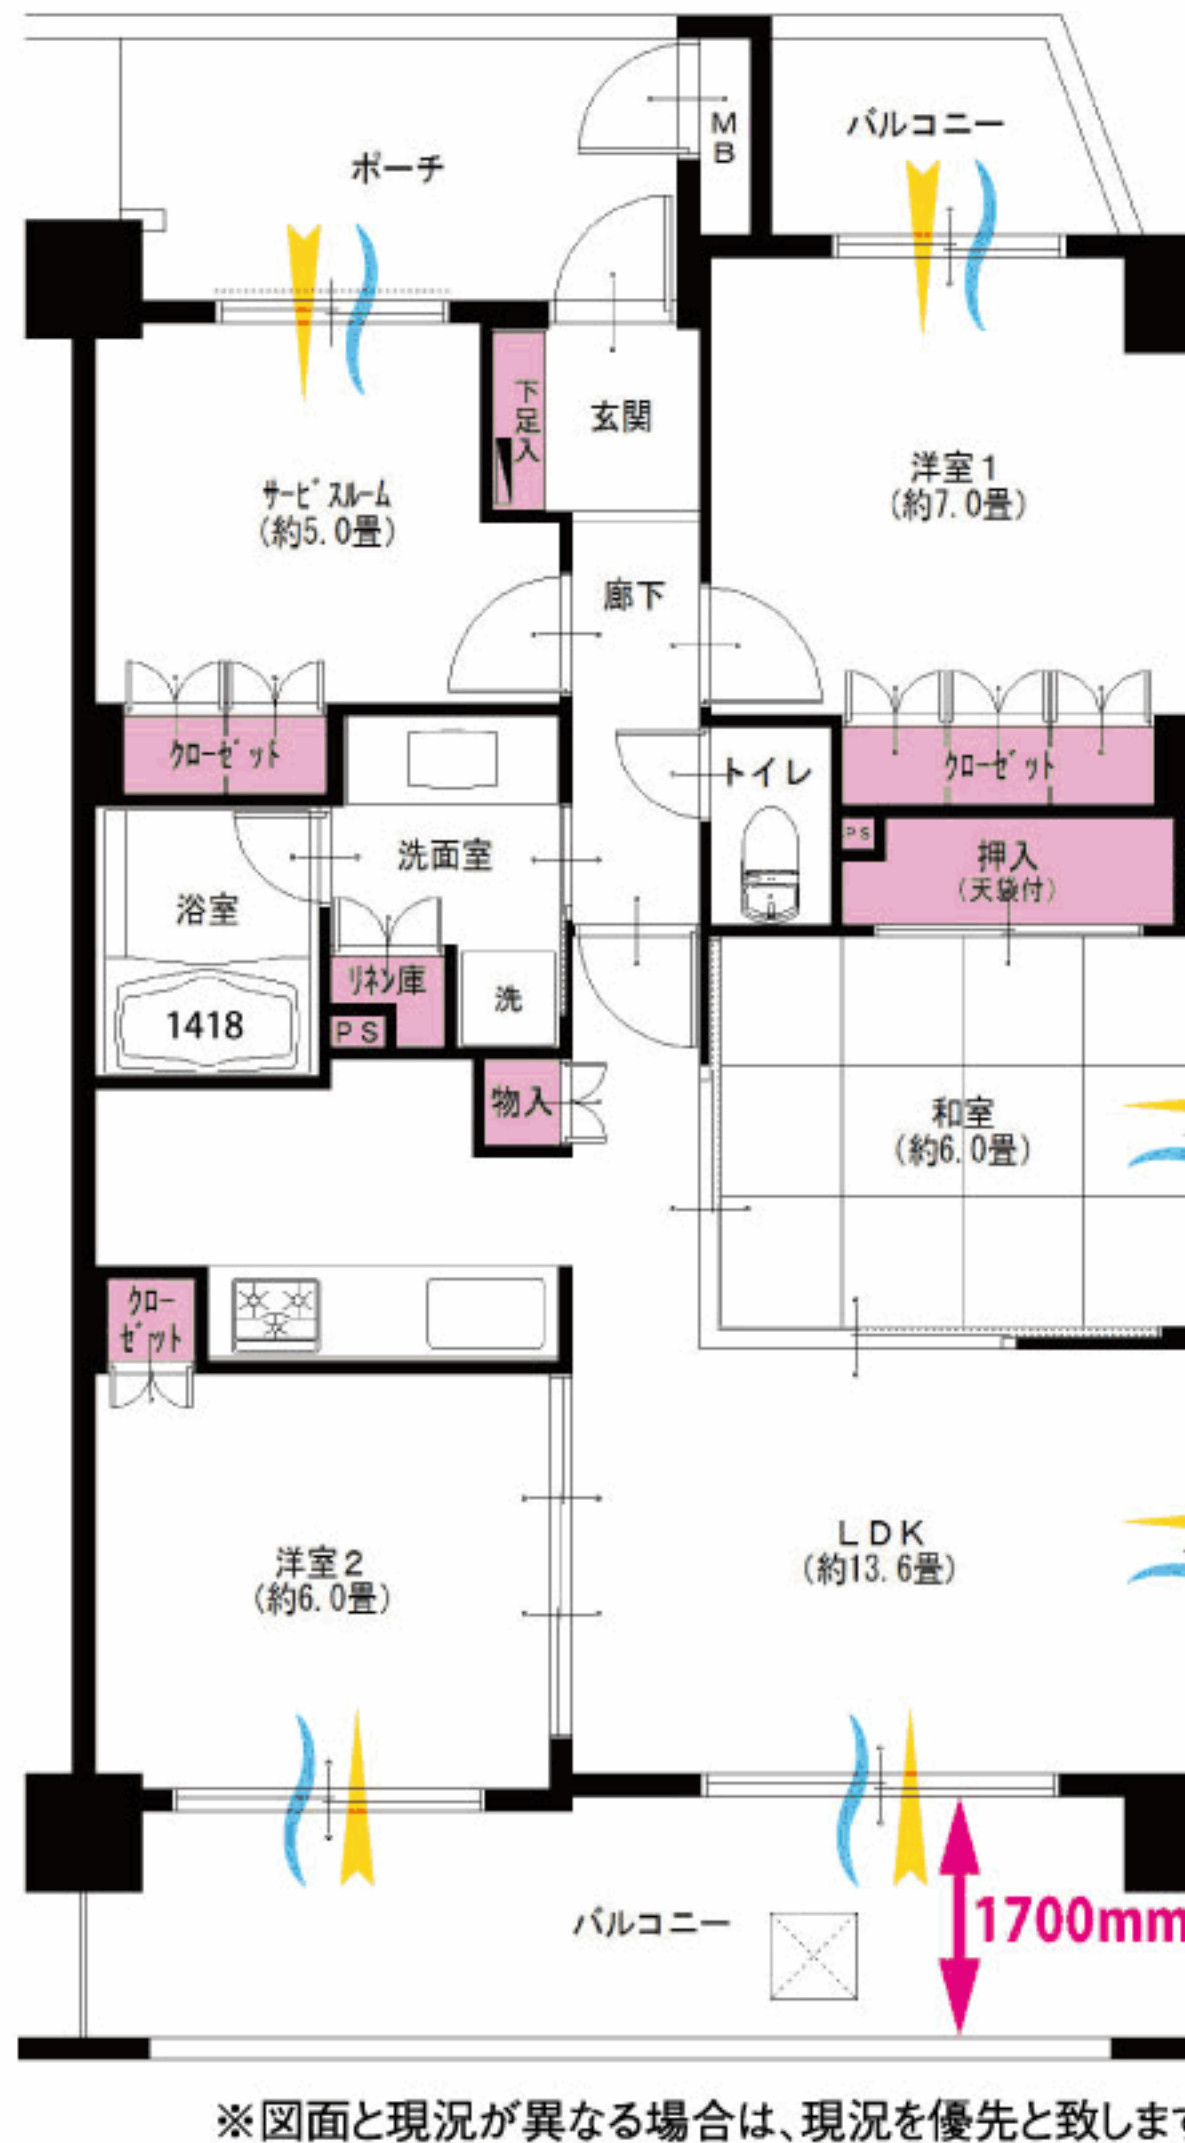 M
B
バルコニー
ポーチ
下足入
玄関
洋室1
(約7.0畳)
サービスルーム
(約5.0畳)
廊下
クローゼット
トイレ
クローゼット
洗面室
PS
押入
(天袋付)
浴室
リネン庫
洗
1418
PS
物入
和室
(約6.0畳)
クロー
ゼット
LDK
(約13.6畳)
洋室2
(約6.0畳)
バルコニー
1700mm
※図面と現況が異なる場合は、現況を優先と致します